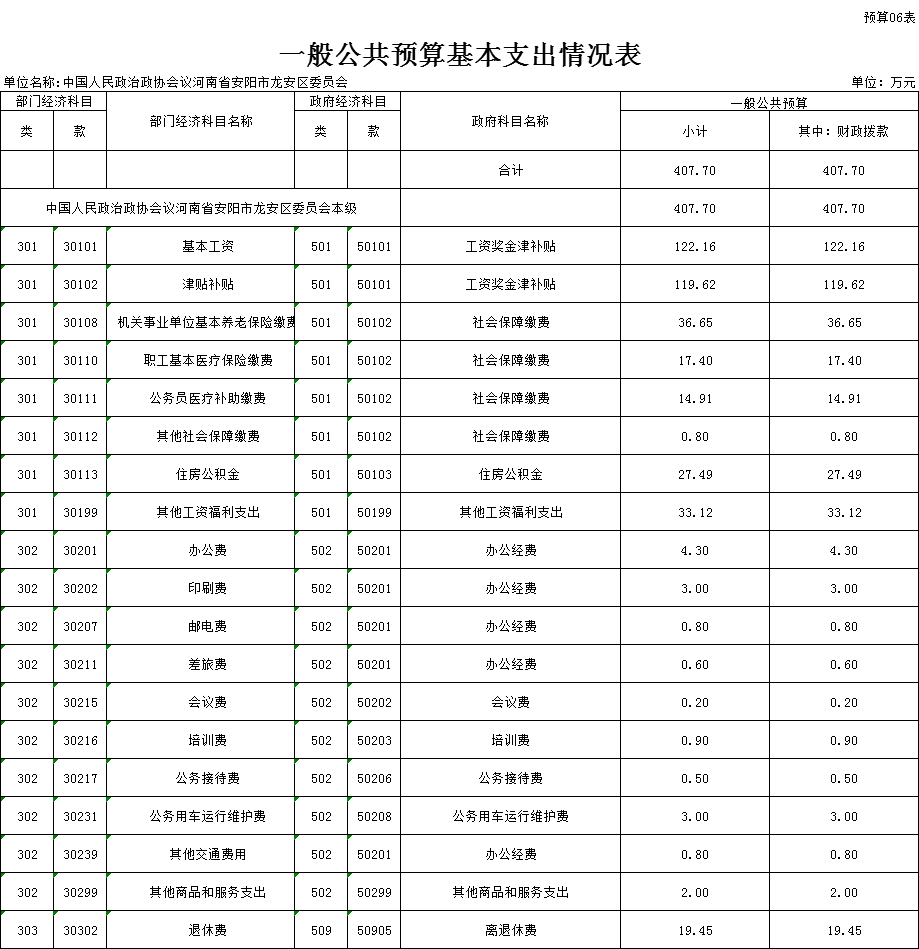 预算06表
一般公共预算基本支出情况表
单位名称:中国人民政治政协会议河南省安阳市龙安区委员会 单位: 万元
部门经济科目 部门经济科目名称 政府经济科目 政府科目名称 一般公共预算
类 款 类 款 小计 其中: 财政拨款
合计 407.70 407.70
中国人民政治政协会议河南省安阳市龙安区委员会本级 407.70 407.70
301 30101 基本工资 501 50101 工资奖金津补贴 122.16 122.16
301 30102 津贴补贴 501 50101 工资奖金津补贴 119.62 119.62
301 30108 机关事业单位基本养老保险缴费 501 50102 社会保障缴费 36.65 36.65
301 30110 职工基本医疗保险缴费 501 50102 社会保障缴费 17.40 17.40
301 30111 公务员医疗补助缴费 501 50102 社会保障缴费 14.91 14.91
301 30112 其他社会保障缴费 501 50102 社会保障缴费 0.80 0.80
301 30113 住房公积金 501 50103 住房公积金 27.49 27.49
301 30199 其他工资福利支出 501 50199 其他工资福利支出 33.12 33.12
302 30201 办公费 502 50201 办公经费 4.30 4.30
302 30202 印刷费 502 50201 办公经费 3.00 3.00
302 30207 邮电费 502 50201 办公经费 0.80 0.80
302 30211 差旅费 502 50201 办公经费 0.60 0.60
302 30215 会议费 502 50202 会议费 0.20 0.20
302 30216 培训费 502 50203 培训费 0.90 0.90
302 30217 公务接待费 502 50206 公务接待费 0.50 0.50
302 30231 公务用车运行维护费 502 50208 公务用车运行维护费 3.00 3.00
302 30239 其他交通费用 502 50201 办公经费 0.80 0.80
302 30299 其他商品和服务支出 502 50299 其他商品和服务支出 2.00 2.00
303 30302 退休费 509 50905 离退休费 19.45 19.45